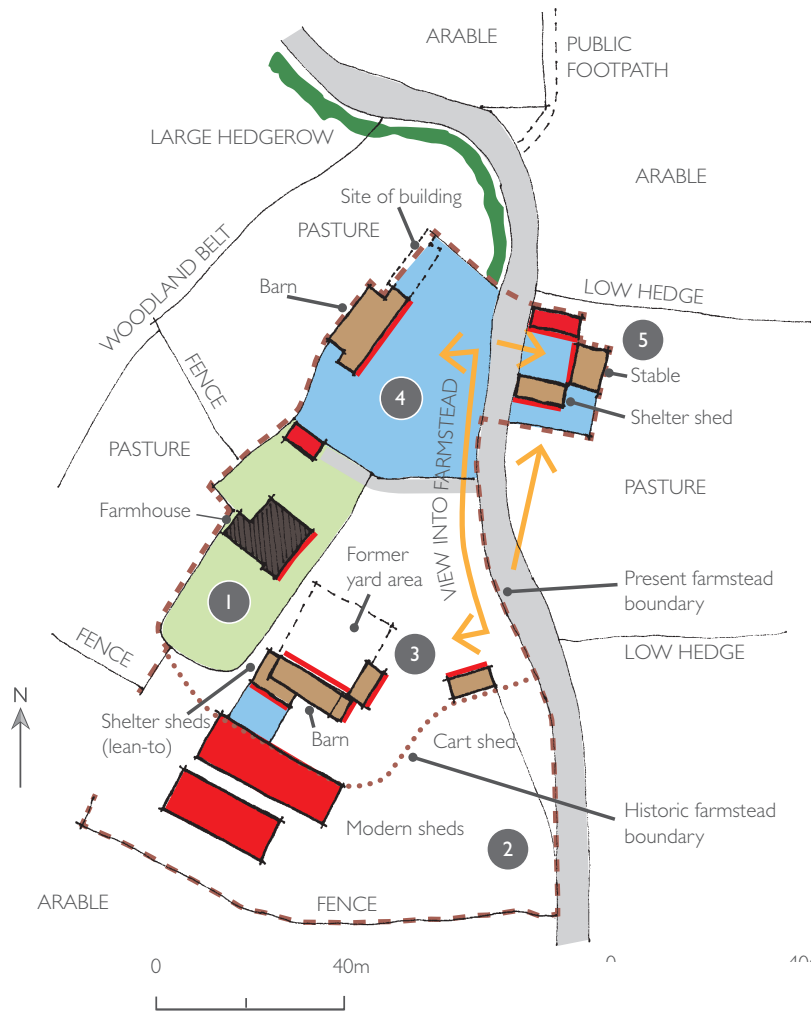 ARABLE
PUBLIC
FOOTPATH
LARGE HEDGEROW
ARABLE
Site of building
PASTURE
WOODLAND BELT
Barn
LOW HEDGE
5
FENCE
Stable
4
Shelter shed
VIEW INTO FARMSTEAD
PASTURE
PASTURE
Farmhouse
Former
yard area
Present farmstead
boundary
1
FENCE
3
LOW HEDGE
N
Shelter sheds
(lean-to)
Barn
Cart shed
Historic farmstead
boundary
Modern sheds
2
ARABLE
FENCE
0
40m
0